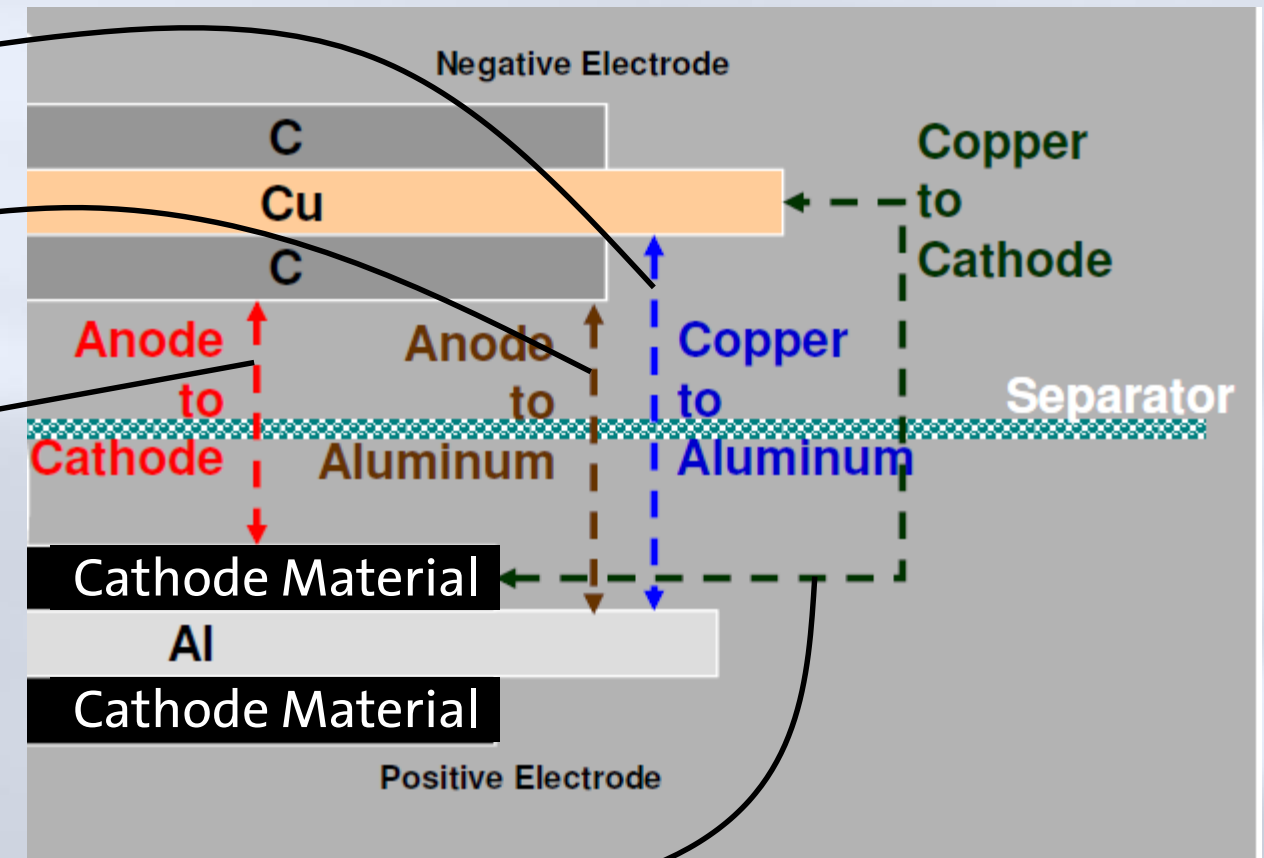 Negative Electrode
C
Cu
C
Copper
to
Cathode
Anode
to
Cathode
Anode
to
Aluminum
Copper
to
Aluminum
Separator
Cathode Material
Al
Cathode Material
Positive Electrode